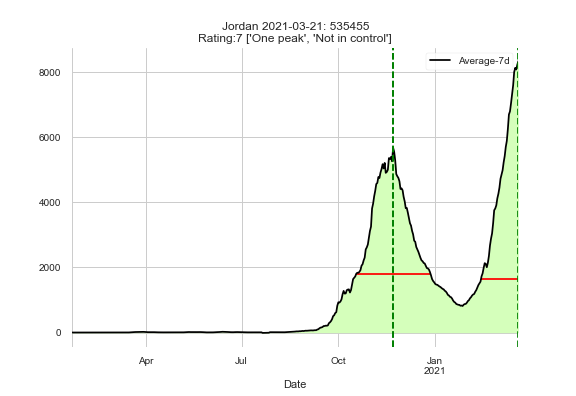 Jordan 2021-03-21: 535455
Rating:7 ['One peak', 'Not in control']
Average-7d
8000
6000
4000
2000
0
Apr
Jul
Oct
Jan
2021
Date